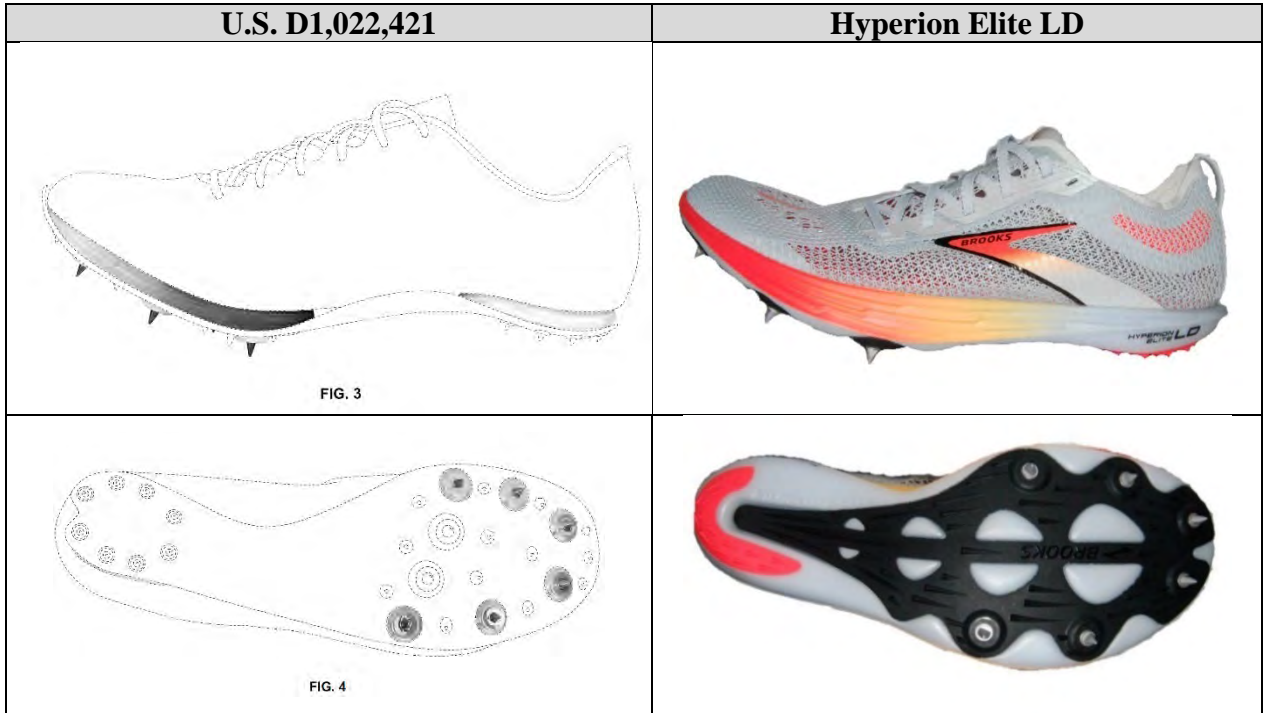 U.S. D1,022,421
Hyperion Elite LD
FIG. 3
BROOKS
HYPERION
ELITE LD
FIG. 4
BROOKS